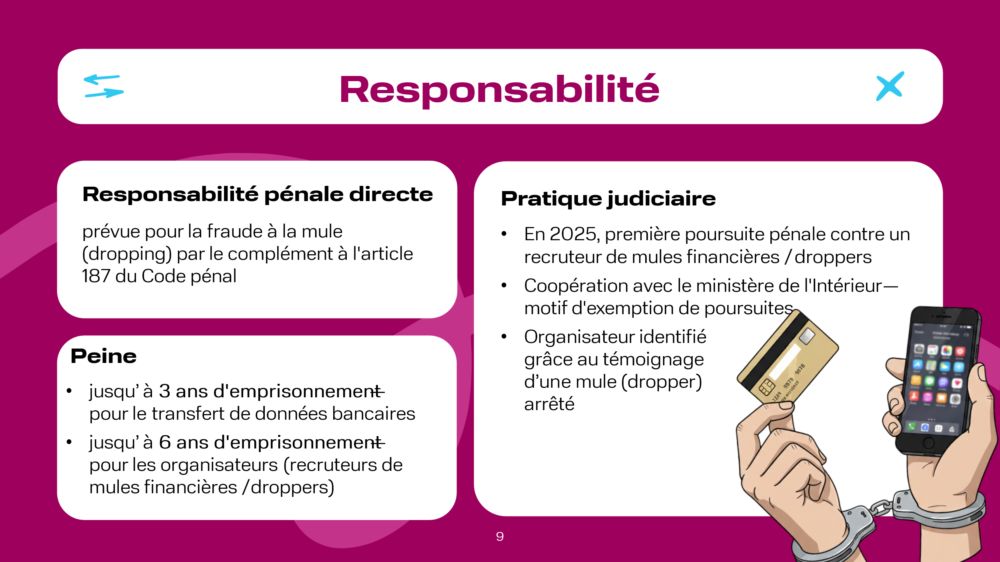 Responsabilité
Responsabilité pénale directe
prévue pour la fraude à la mule
(dropping) par le complément à l'article
187 du Code pénal
Peine
• jusqu’ à 3 ans d'emprisonnement
pour le transfert de données bancaires
• jusqu’ à 6 ans d'emprisonnement
pour les organisateurs (recruteurs de
mules financières /droppers)
Pratique judiciaire
• En 2025, première poursuite pénale contre un
recruteur de mules financières / droppers
• Coopération avec le ministère de l'Intérieur—
motif d'exemption de poursuites
• Organisateur identifié
grâce au témoignage
d’une mule (dropper)
arrêté
1234 5678 9876
9